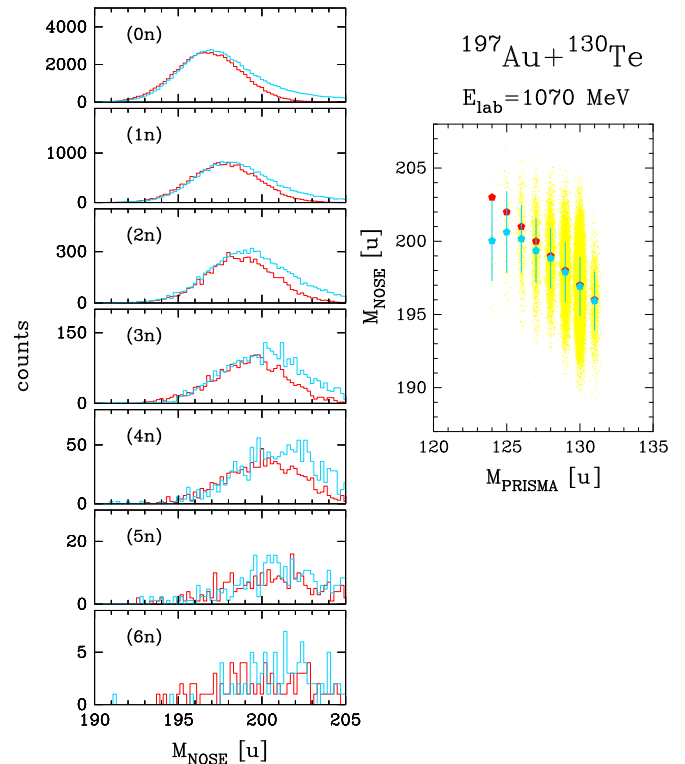 4000
2000
0
(0n)
1000
0
(1n)
300
0
(2n)
150
0
(3n)
50
0
(4n)
20
0
(5n)
5
0
(6n)
190 195 200 205
M_NOSE [u]
counts
¹⁹⁷Au+¹³⁰Te
E_lab=1070 MeV
205
200
195
190
M_NOSE [u]
120 125 130 135
M_PRISMA [u]